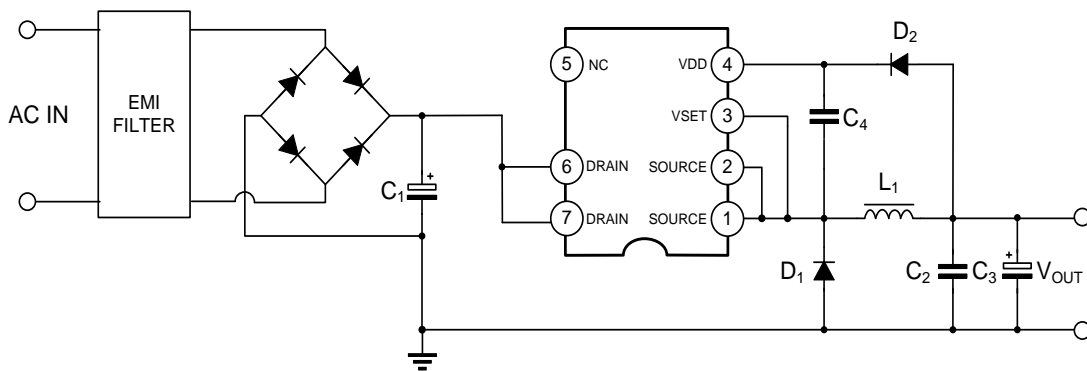 D₂
5
NC
VDD
4
AC IN
EMI
FILTER
VSET
3
C₄
6
DRAIN
SOURCE
2
C₁
+
L₁
7
DRAIN
SOURCE
1
D₁
C₂
C₃
+
V_OUT